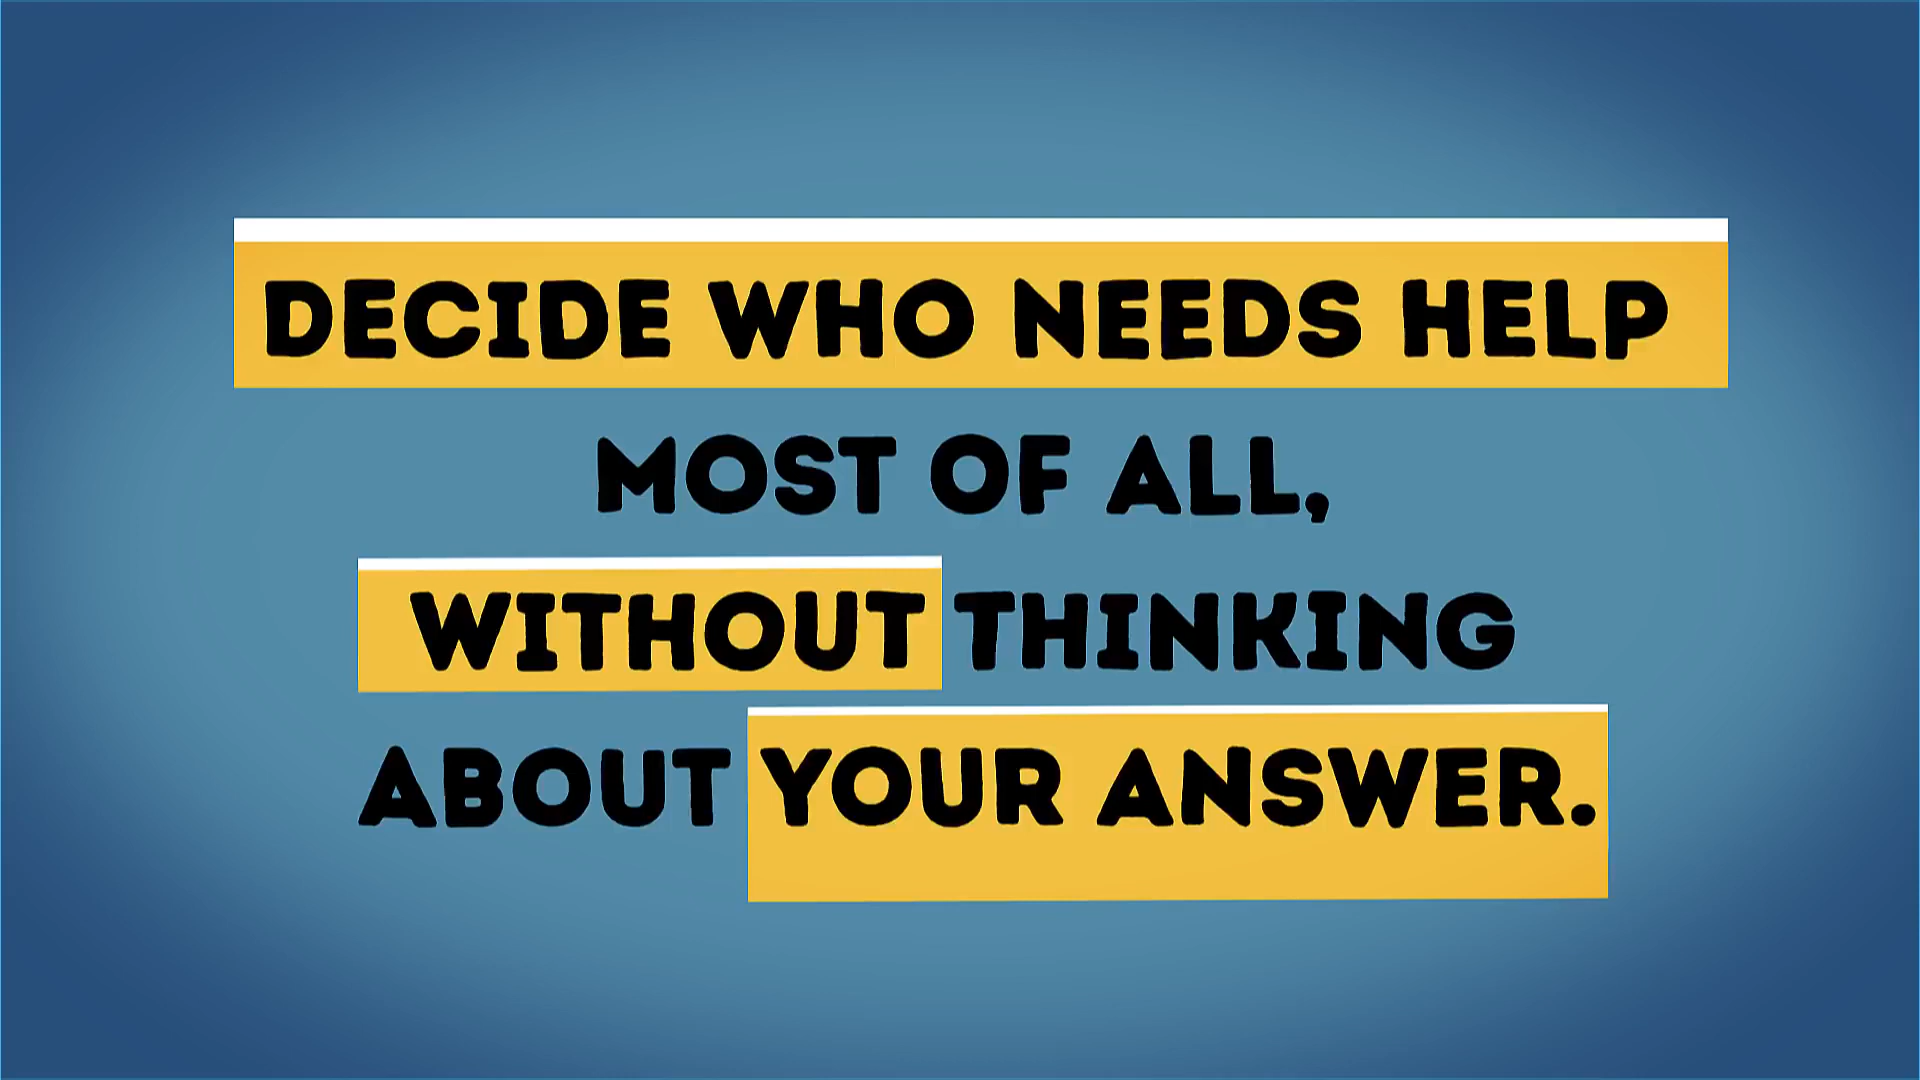 DECIDE WHO NEEDS HELP
MOST OF ALL,
WITHOUT THINKING
ABOUT YOUR ANSWER.